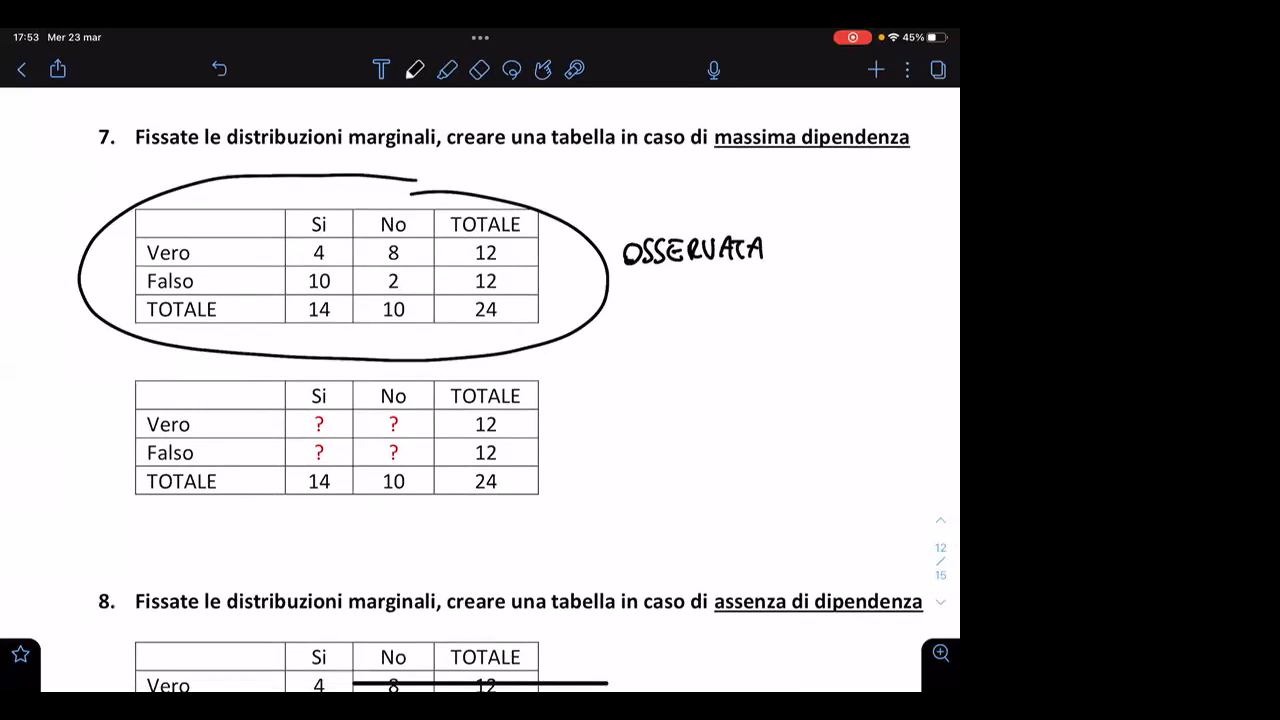 17:53 Mer 23 mar
45%
7. Fissate le distribuzioni marginali, creare una tabella in caso di massima dipendenza
Si No TOTALE
Vero 4 8 12
Falso 10 2 12
TOTALE 14 10 24
OSSERVATA
Si No TOTALE
Vero ? ? 12
Falso ? ? 12
TOTALE 14 10 24
12
/
15
8. Fissate le distribuzioni marginali, creare una tabella in caso di assenza di dipendenza
Si No TOTALE
Vero 4 8 12